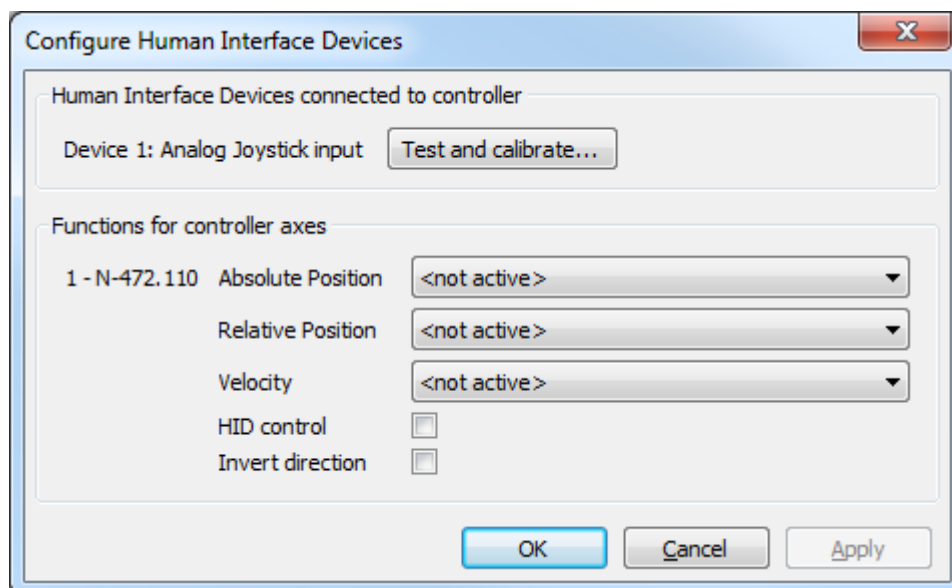 Configure Human Interface Devices
Human Interface Devices connected to controller
Device 1: Analog Joystick input Test and calibrate...
Functions for controller axes
1 - N-472.110 Absolute Position <not active>
Relative Position <not active>
Velocity <not active>
HID control
Invert direction
OK Cancel Apply